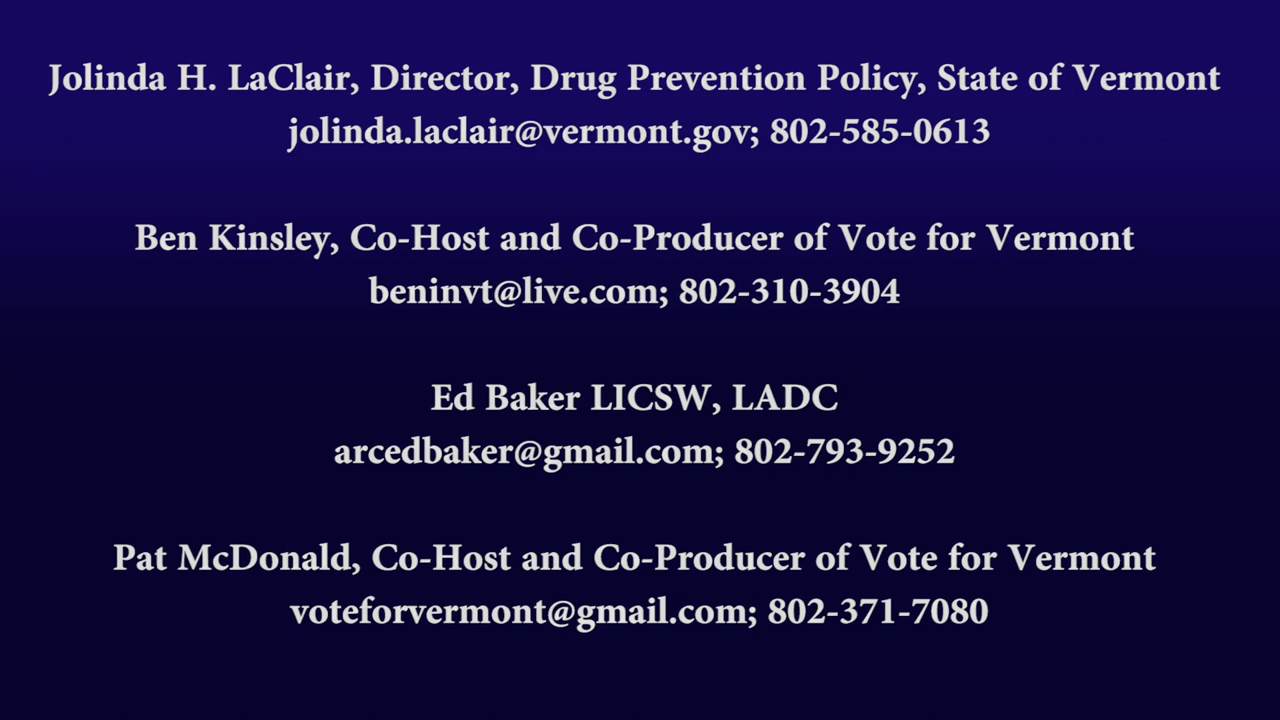 Jolinda H. LaClair, Director, Drug Prevention Policy, State of Vermont
jolinda.laclair@vermont.gov; 802-585-0613
Ben Kinsley, Co-Host and Co-Producer of Vote for Vermont
beninvt@live.com; 802-310-3904
Ed Baker LICSW, LADC
arcedbaker@gmail.com; 802-793-9252
Pat McDonald, Co-Host and Co-Producer of Vote for Vermont
voteforvermont@gmail.com; 802-371-7080